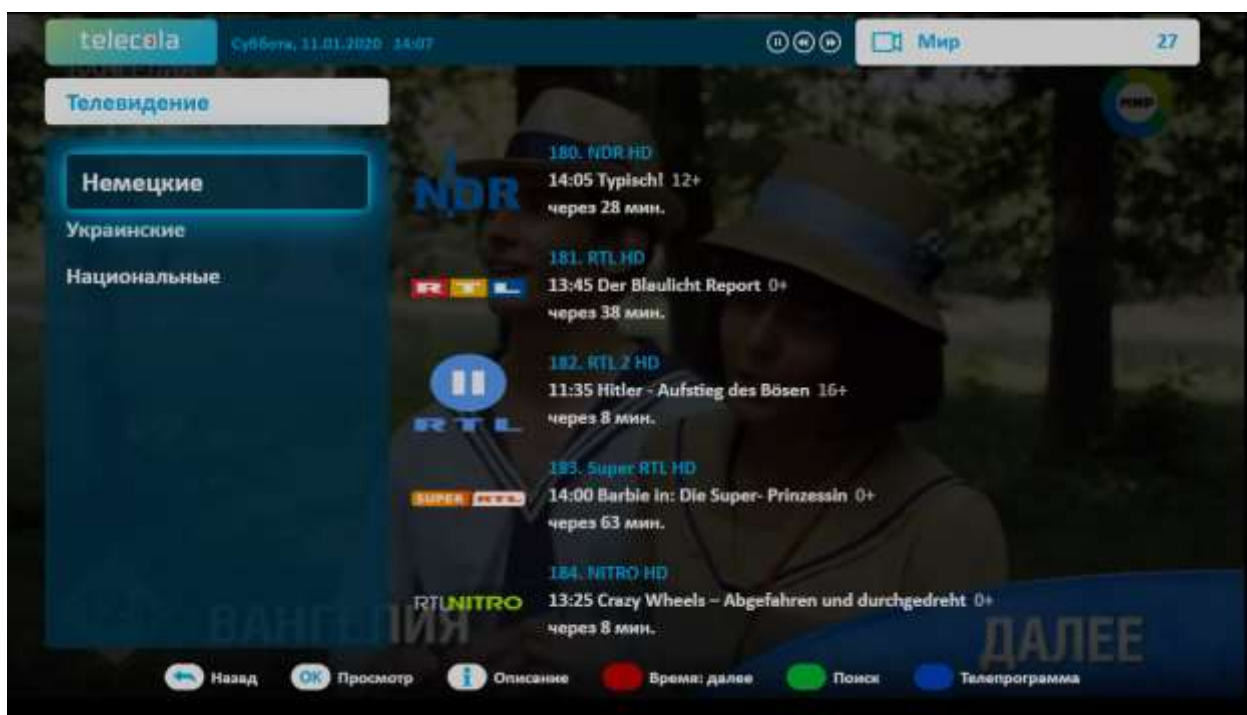 telecola
Суббота, 11.01.2020 14:07
Мир 27
Телевидение
МИР
Немецкие
Украинские
Национальные
NDR
180. NDR HD
14:05 Typisch! 12+
через 28 мин.
RTL
181. RTL HD
13:45 Der Blaulicht Report 0+
через 38 мин.
RTL
182. RTL 2 HD
11:35 Hitler - Aufstieg des Bösen 16+
через 8 мин.
SUPER RTL
183. Super RTL HD
14:00 Barbie in: Die Super- Prinzessin 0+
через 63 мин.
RTLNITRO
184. NITRO HD
13:25 Crazy Wheels – Abgefahren und durchgedreht 0+
через 8 мин.
ВАНГЕЛИЯ
ДАЛЕЕ
Назад OK Просмотр i Описание Время: далее Поиск Телепрограмма